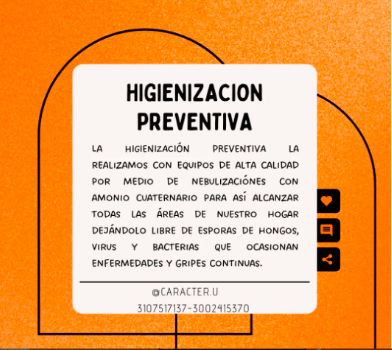 HIGIENIZACION
PREVENTIVA
LA HIGIENIZACIÓN PREVENTIVA LA
REALIZAMOS CON EQUIPOS DE ALTA CALIDAD
POR MEDIO DE NEBULIZACIÓNES CON
AMONIO CUATERNARIO PARA ASÍ ALCANZAR
TODAS LAS ÁREAS DE NUESTRO HOGAR
DEJÁNDOLO LIBRE DE ESPORAS DE HONGOS,
VIRUS Y BACTERIAS QUE OCASIONAN
ENFERMEDADES Y GRIPES CONTINUAS.
@CARACTER.U
3107517137-3002415370